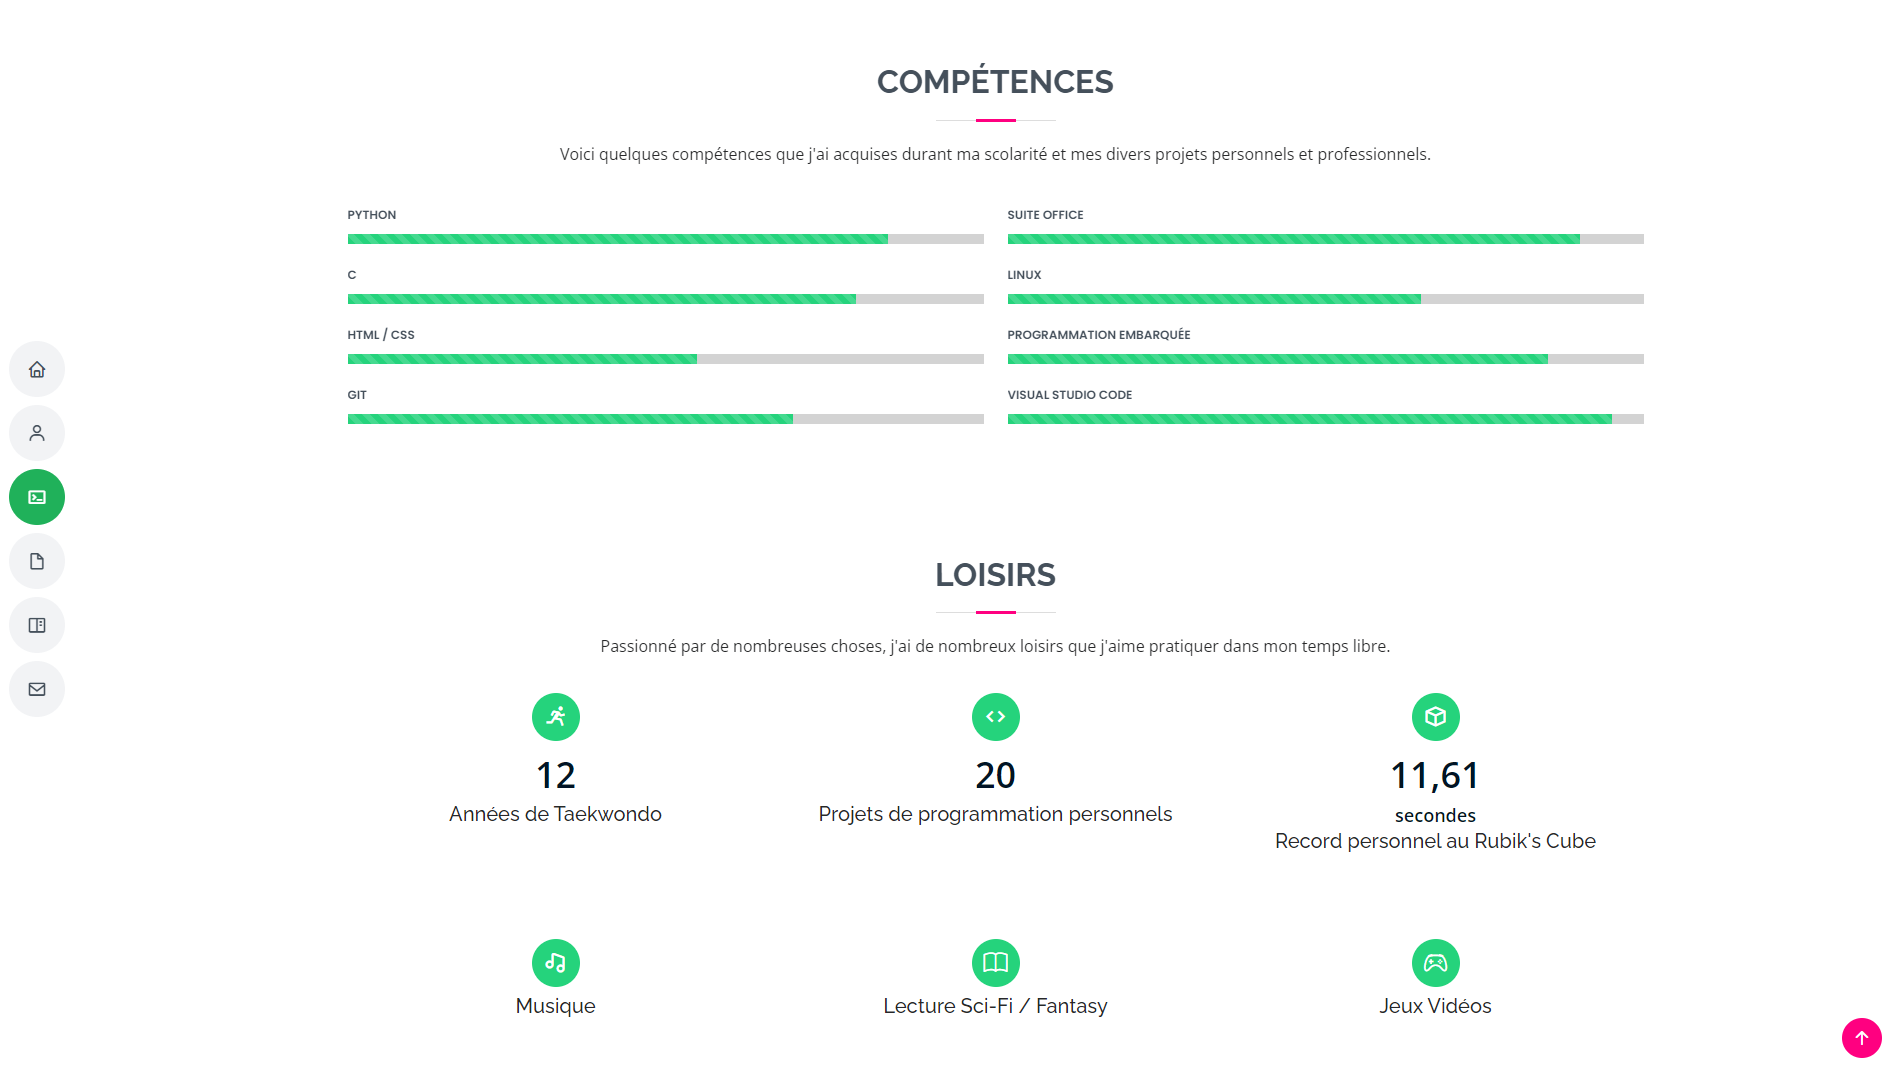 COMPÉTENCES
Voici quelques compétences que j'ai acquises durant ma scolarité et mes divers projets personnels et professionnels.
PYTHON
C
HTML / CSS
GIT
SUITE OFFICE
LINUX
PROGRAMMATION EMBARQUÉE
VISUAL STUDIO CODE
LOISIRS
Passionné par de nombreuses choses, j'ai de nombreux loisirs que j'aime pratiquer dans mon temps libre.
12
Années de Taekwondo
20
Projets de programmation personnels
11,61
secondes
Record personnel au Rubik's Cube
Musique
Lecture Sci-Fi / Fantasy
Jeux Vidéos